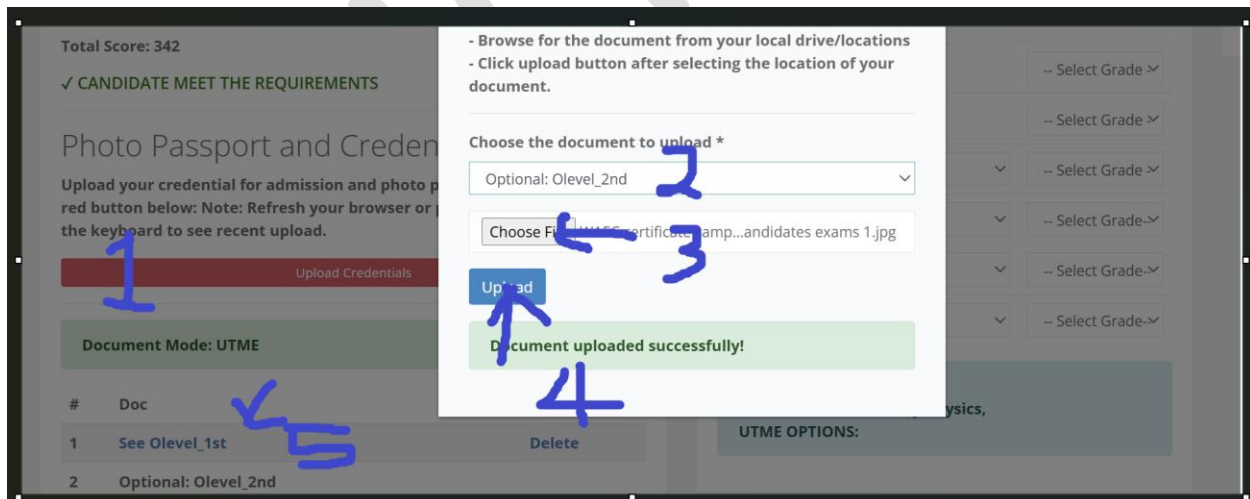 Total Score: 342
✓ CANDIDATE MEET THE REQUIREMENTS
Photo Passport and Creden
Upload your credential for admission and photo p
red button below: Note: Refresh your browser or
the keyboard to see recent upload.
1
Upload Credentials
Document Mode: UTME
# Doc
5
1 See Olevel_1st Delete
2 Optional: Olevel_2nd
- Browse for the document from your local drive/locations
- Click upload button after selecting the location of your
document.
Choose the document to upload *
Optional: Olevel_2nd
2
Choose certificate andidates exams 1.jpg
3
Upload
Document uploaded successfully!
4
-- Select Grade
-- Select Grade
-- Select Grade
-- Select Grade-
-- Select Grade-
-- Select Grade-
ysics,
UTME OPTIONS: